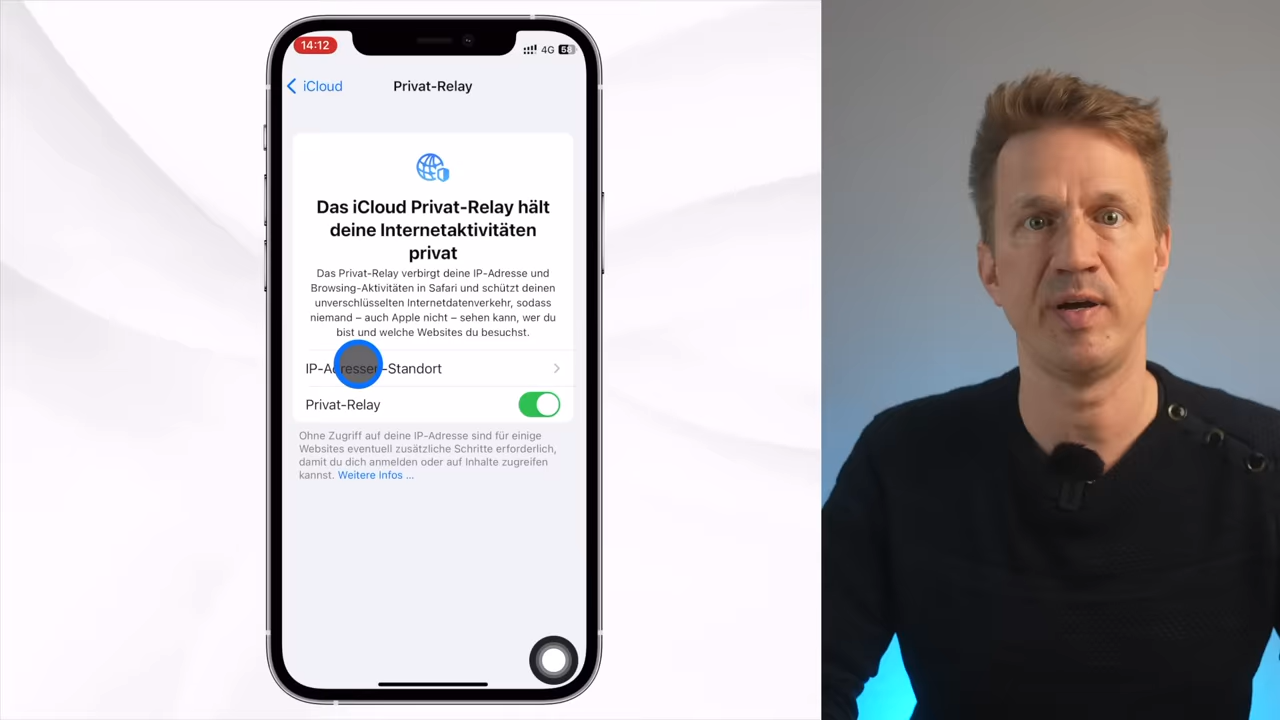 14:12
4G
iCloud
Privat-Relay
Das iCloud Privat-Relay hält
deine Internetaktivitäten
privat
Das Privat-Relay verbirgt deine IP-Adresse und
Browsing-Aktivitäten in Safari und schützt deinen
unverschlüsselten Internetdatenverkehr, sodass
niemand – auch Apple nicht – sehen kann, wer du
bist und welche Websites du besuchst.
IP-Adressen-Standort
Privat-Relay
Ohne Zugriff auf deine IP-Adresse sind für einige
Websites eventuell zusätzliche Schritte erforderlich,
damit du dich anmelden oder auf Inhalte zugreifen
kannst. Weitere Infos ...